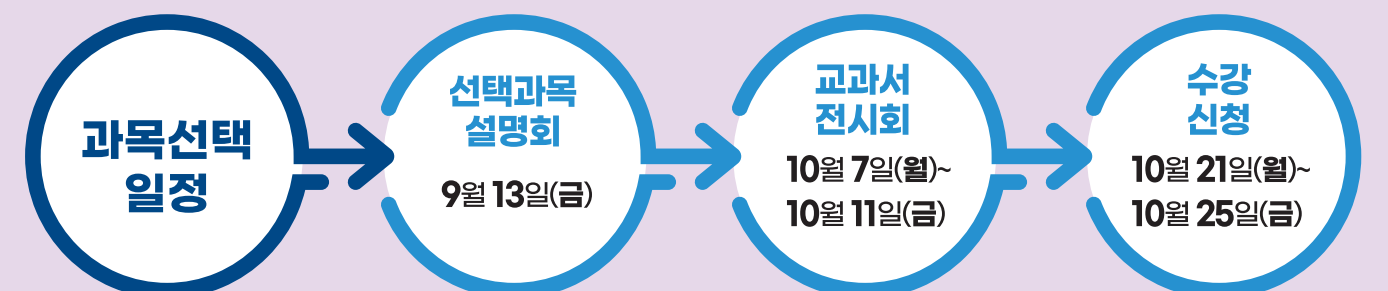 과목선택
일정
선택과목
설명회
9월 13일(금)
교과서
전시회
10월 7일(월)~
10월 11일(금)
수강
신청
10월 21일(월)~
10월 25일(금)